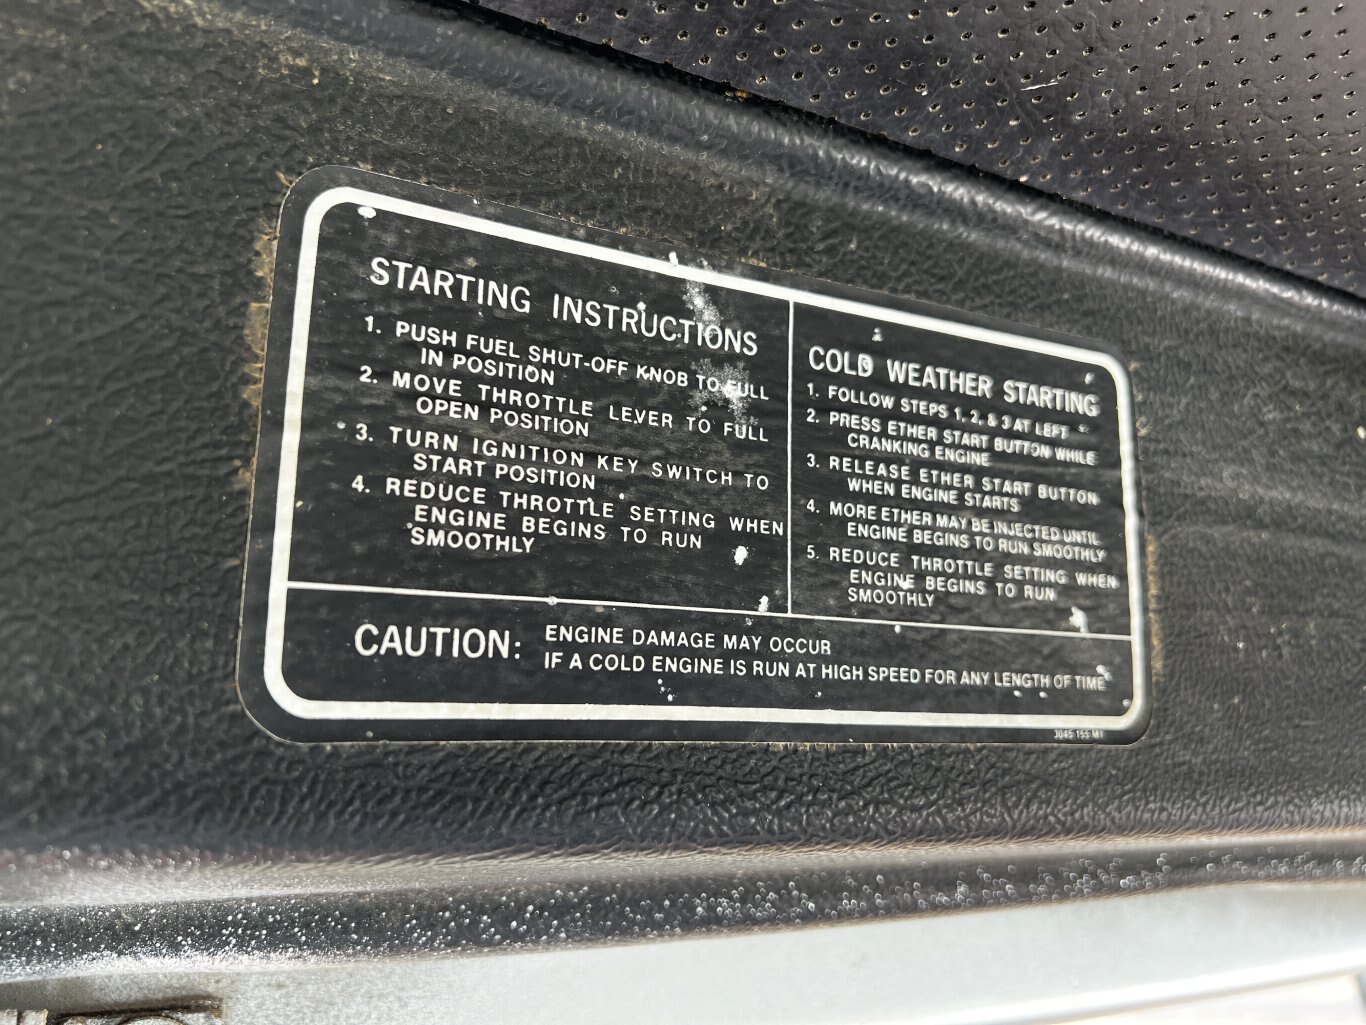 STARTING INSTRUCTIONS
1. PUSH FUEL SHUT-OFF KNOB TO FULL
IN POSITION
2. MOVE THROTTLE LEVER TO FULL
OPEN POSITION
3. TURN IGNITION KEY SWITCH TO
START POSITION
4. REDUCE THROTTLE SETTING WHEN
ENGINE BEGINS TO RUN
SMOOTHLY
COLD WEATHER STARTING
1. FOLLOW STEPS 1, 2, & 3 AT LEFT
2. PRESS ETHER START BUTTON WHILE
CRANKING ENGINE
3. RELEASE ETHER START BUTTON
WHEN ENGINE STARTS
4. MORE ETHER MAY BE INJECTED UNTIL
ENGINE BEGINS TO RUN SMOOTHLY
5. REDUCE THROTTLE SETTING WHEN
ENGINE BEGINS TO RUN
SMOOTHLY
CAUTION: ENGINE DAMAGE MAY OCCUR
IF A COLD ENGINE IS RUN AT HIGH SPEED FOR ANY LENGTH OF TIME
3045 155 M1